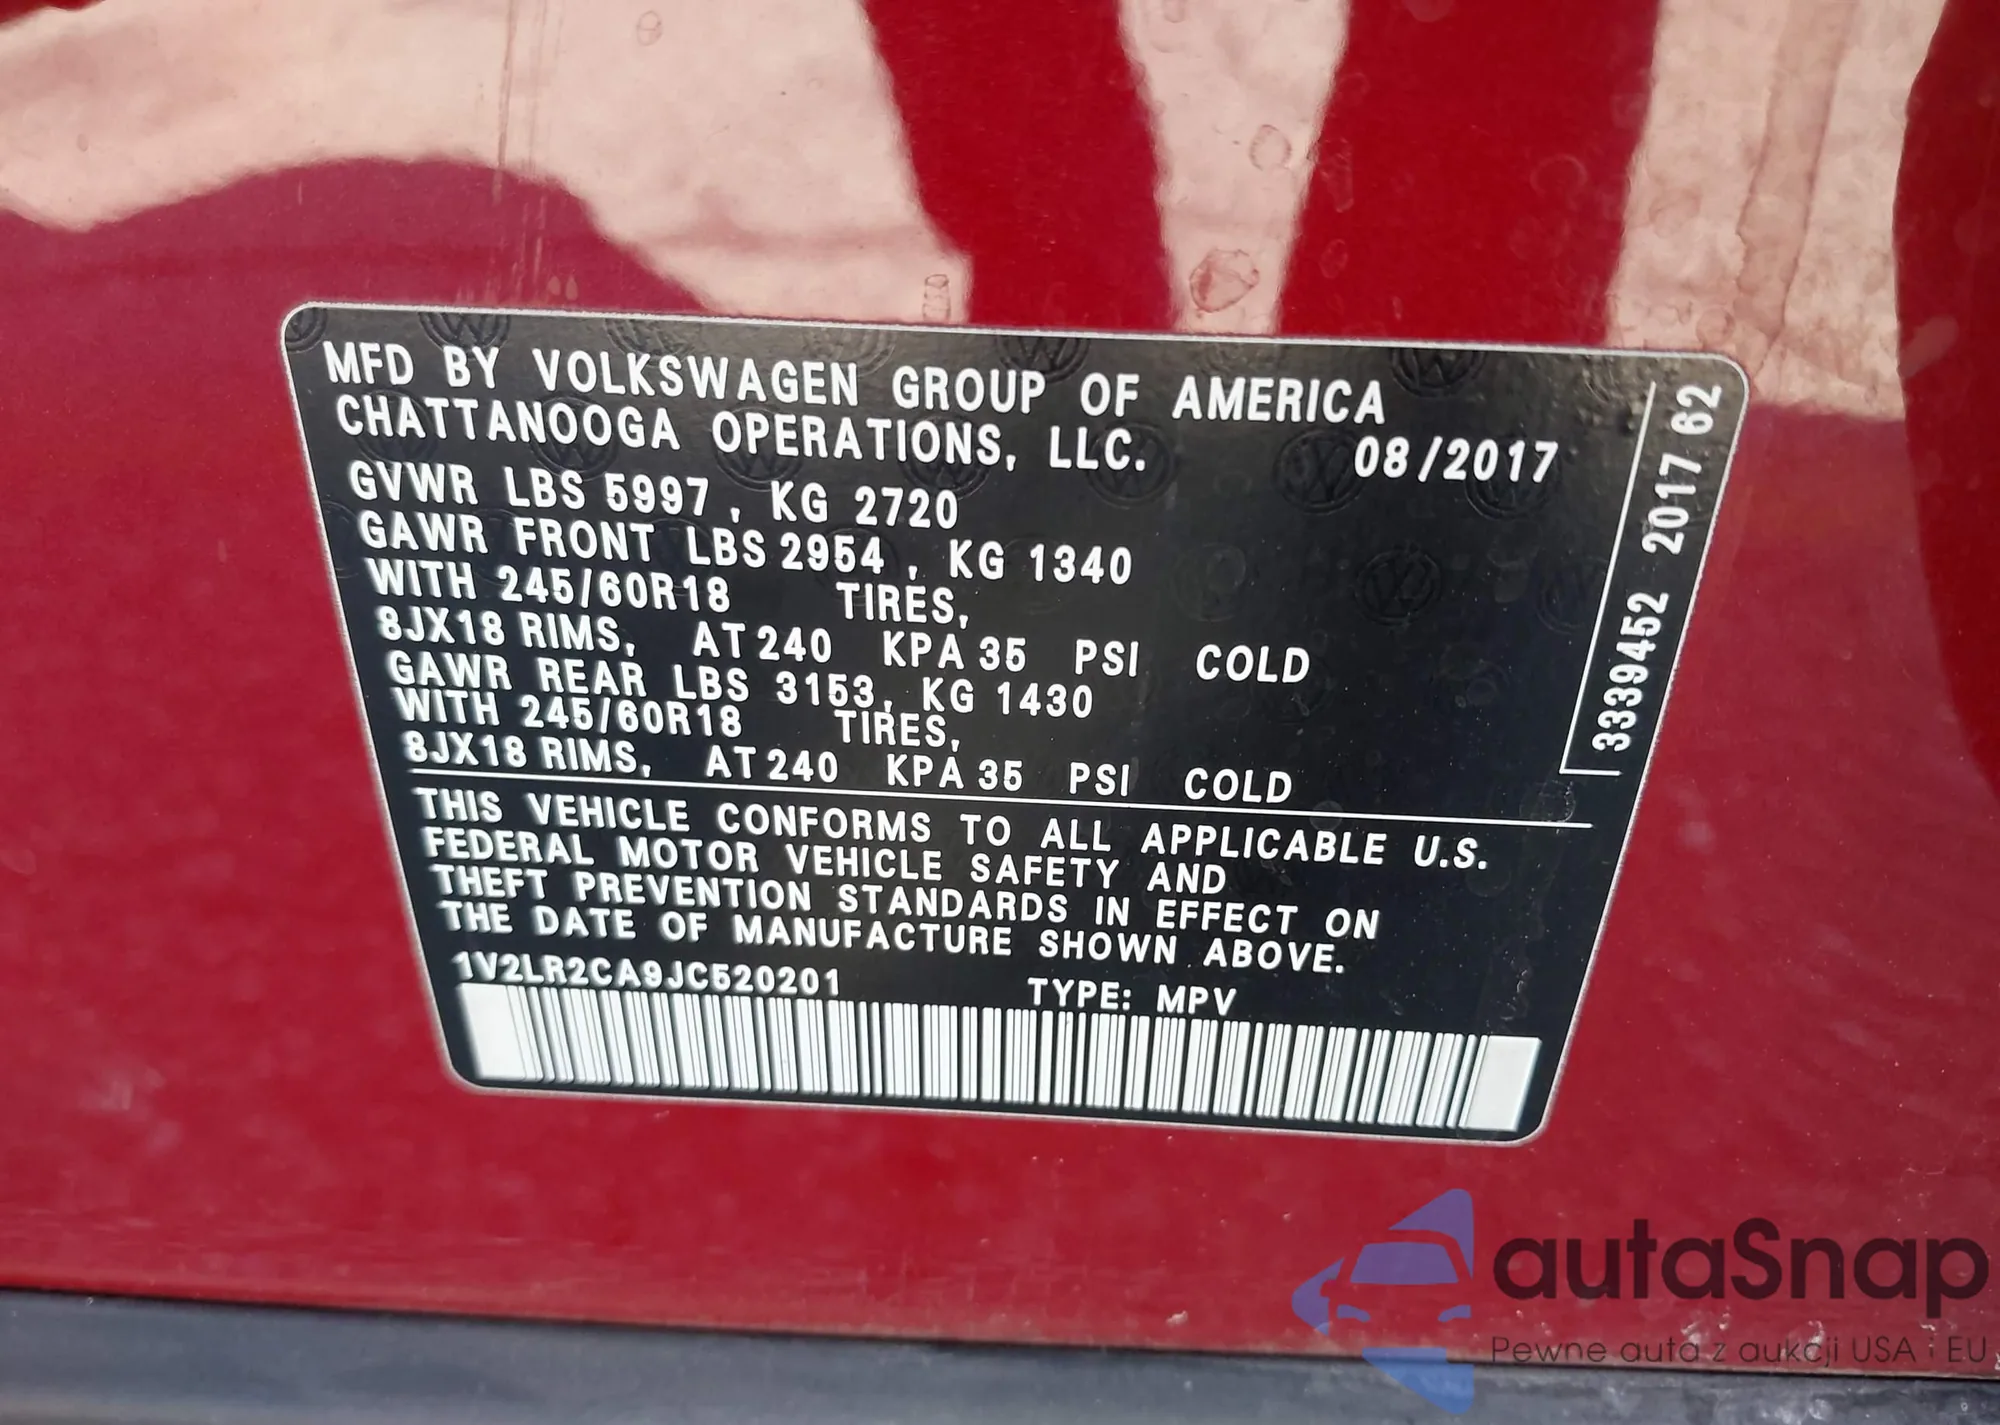 MFD BY VOLKSWAGEN GROUP OF AMERICA
CHATTANOOGA OPERATIONS, LLC.
08/2017
GVWR LBS 5997, KG 2720
GAWR FRONT LBS 2954, KG 1340
WITH 245/60R18 TIRES,
8JX18 RIMS, AT 240 KPA 35 PSI COLD
GAWR REAR LBS 3153, KG 1430
WITH 245/60R18 TIRES,
8JX18 RIMS, AT 240 KPA 35 PSI COLD
THIS VEHICLE CONFORMS TO ALL APPLICABLE U.S.
FEDERAL MOTOR VEHICLE SAFETY AND
THEFT PREVENTION STANDARDS IN EFFECT ON
THE DATE OF MANUFACTURE SHOWN ABOVE.
1V2LR2CA9JC520201 TYPE: MPV
3339452 2017 62
autaSnap
Pewne auta z aukcji USA i EU